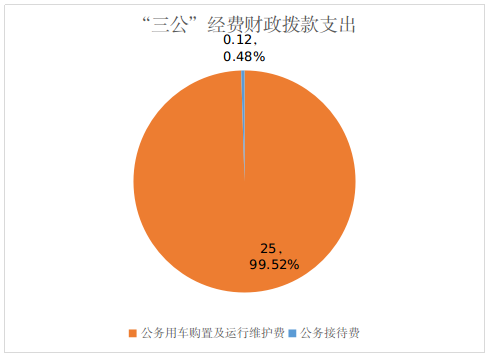 “三公”经费财政拨款支出
0.12,
0.48%
25,
99.52%
公务用车购置及运行维护费 公务接待费